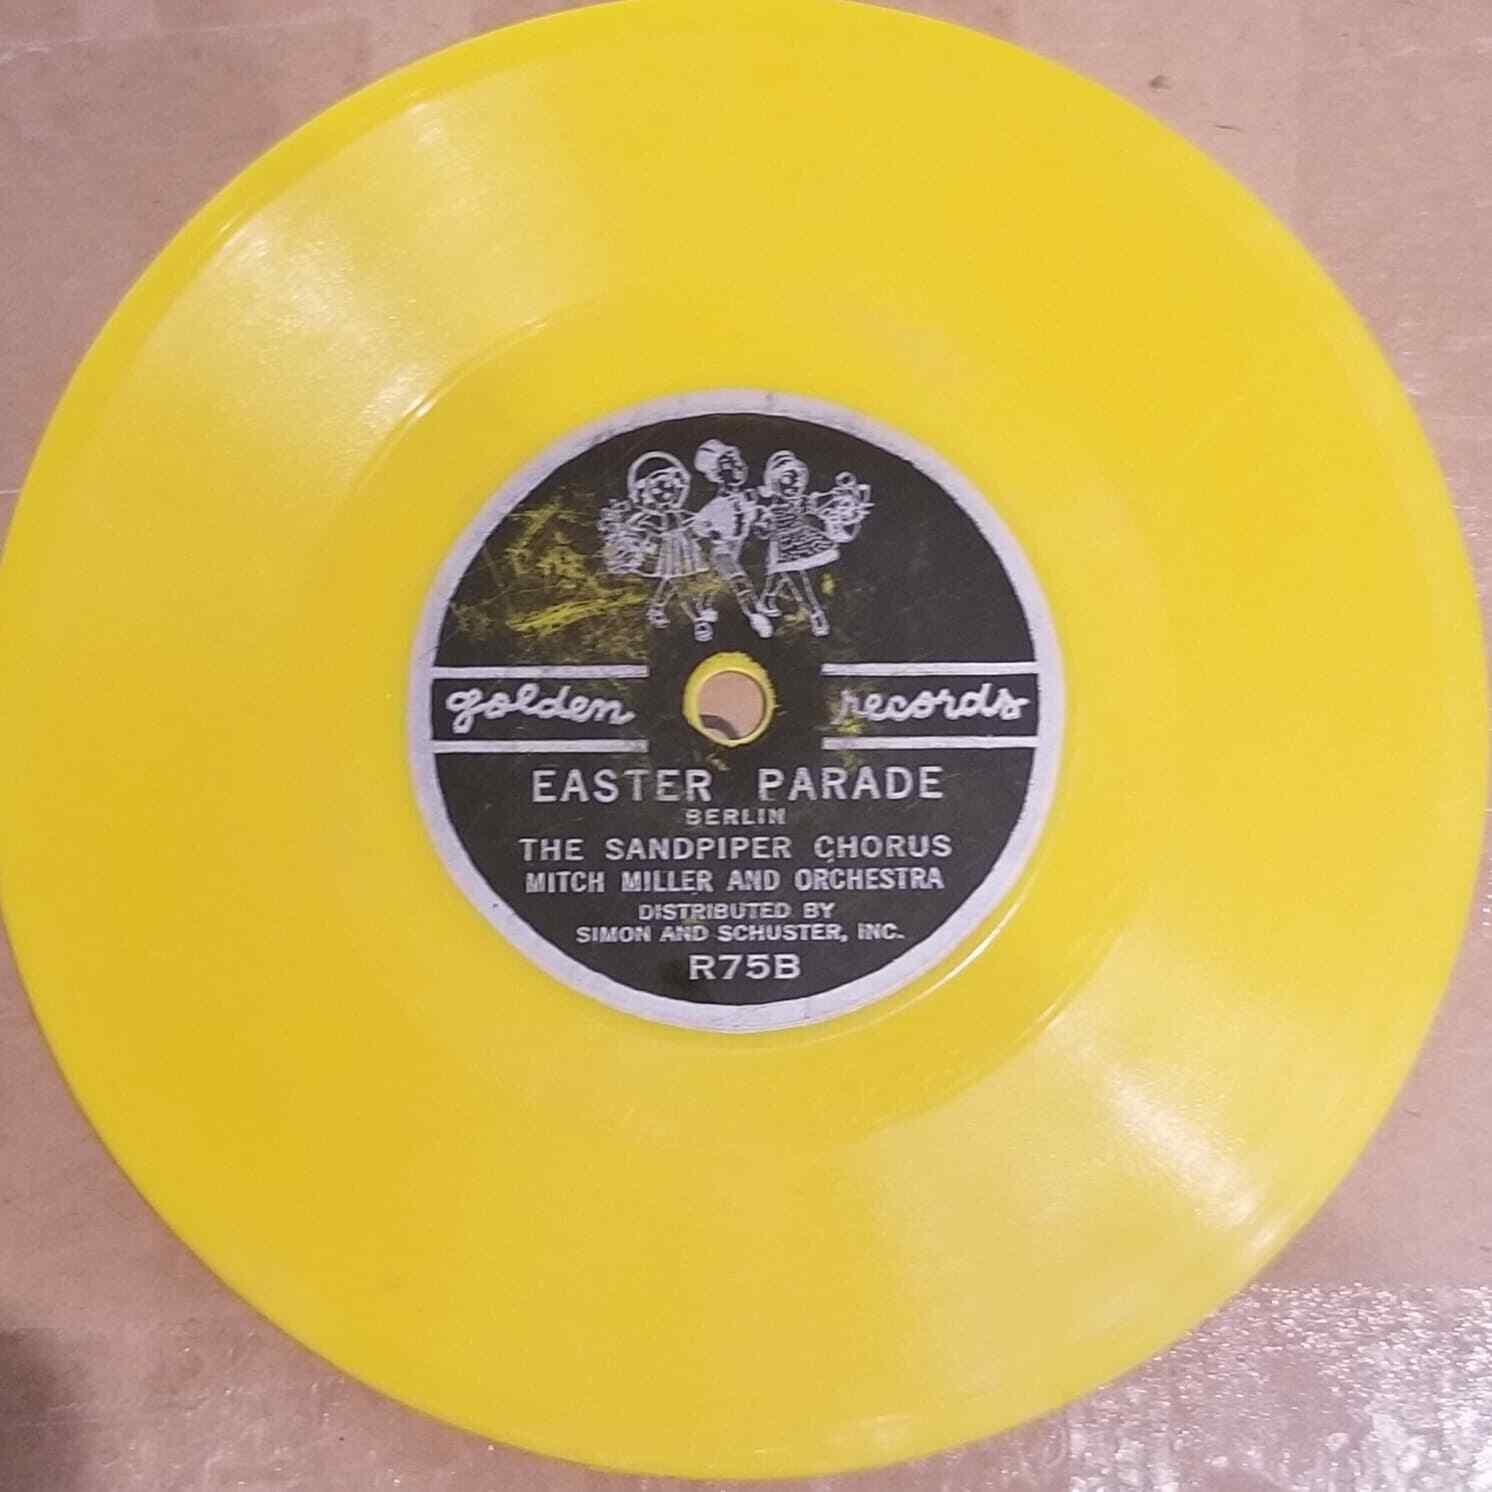 golden records
EASTER PARADE
BERLIN
THE SANDPIPER CHORUS
MITCH MILLER AND ORCHESTRA
DISTRIBUTED BY
SIMON AND SCHUSTER, INC.
R75B